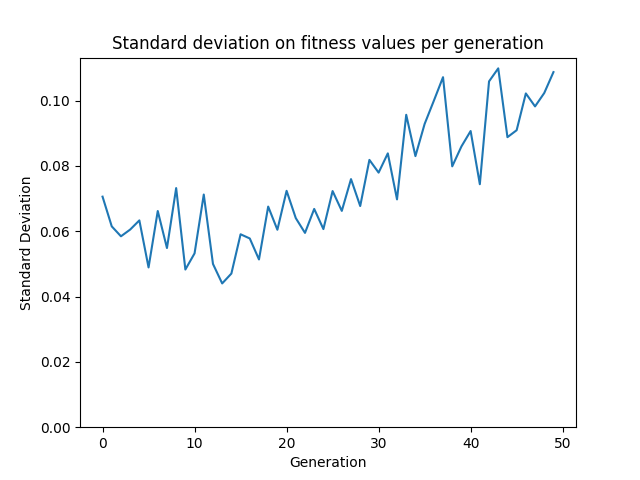 Standard deviation on fitness values per generation
Standard Deviation
0.10
0.08
0.06
0.04
0.02
0.00
0 10 20 30 40 50
Generation